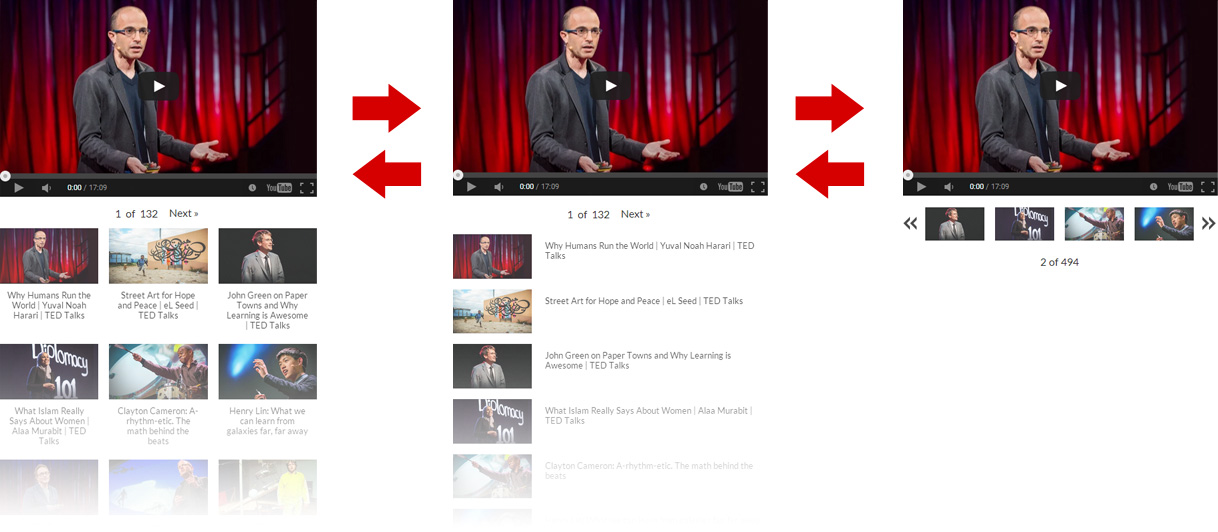 0:00 / 17:09
YouTube
1 of 132 Next »
Why Humans Run the
World | Yuval Noah
Harari | TED Talks
Street Art for Hope
and Peace | eL Seed |
TED Talks
John Green on Paper
Towns and Why
Learning is Awesome
| TED Talks
Diplomacy
101
What Islam Really
Says About Women |
Alaa Murabit | TED
Talks
Clayton Cameron: A-
rhythm-etic. The
math behind the
beats
Henry Lin: What we
can learn from
galaxies far, far away
0:00 / 17:09
YouTube
1 of 132 Next »
Why Humans Run the World | Yuval Noah Harari | TED
Talks
Street Art for Hope and Peace | eL Seed | TED Talks
John Green on Paper Towns and Why Learning is
Awesome | TED Talks
Diplomacy
101
What Islam Really Says About Women | Alaa Murabit |
TED Talks
Clayton Cameron: A-rhythm-etic. The math behind the
beats
0:00 / 17:09
YouTube
« »
Diplomacy
101
2 of 494